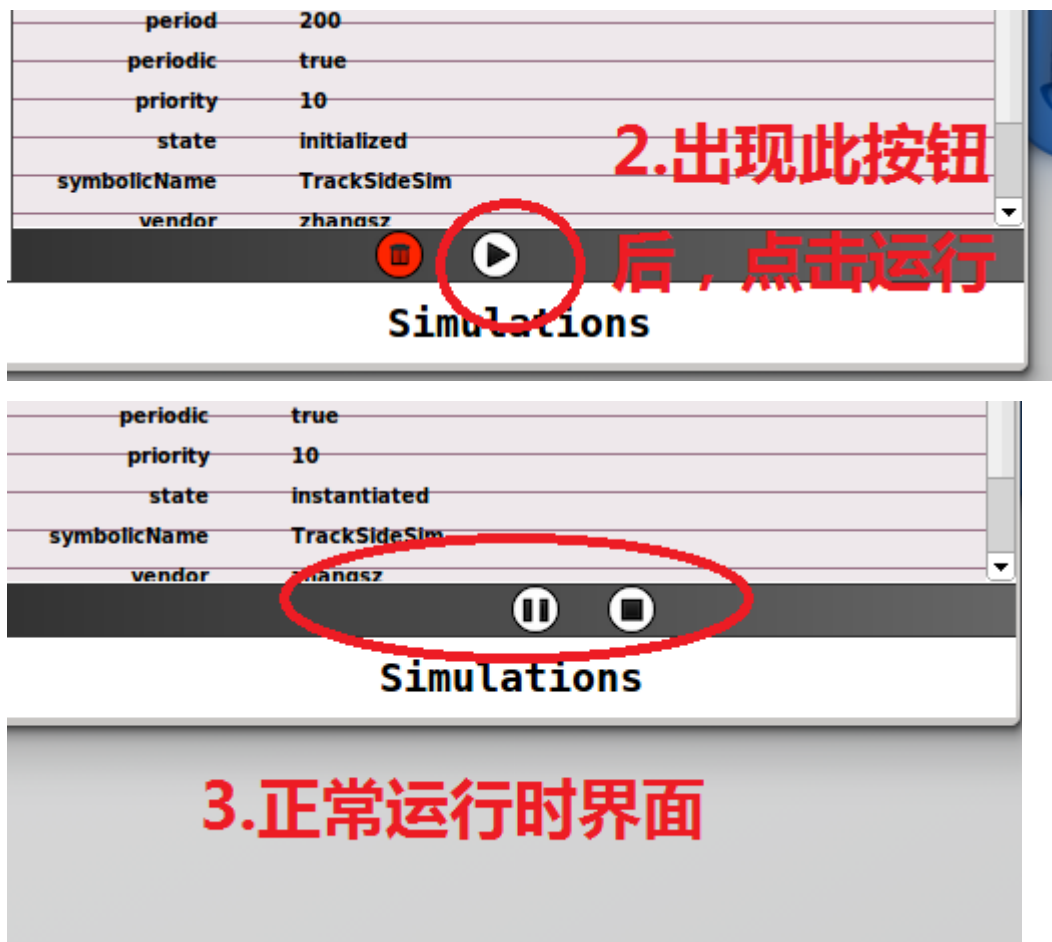 period 200
periodic true
priority 10
state initialized
symbolicName TrackSideSim
vendor zhangsz
2.出现此按钮
后，点击运行
Simulations
periodic true
priority 10
state instantiated
symbolicName TrackSideSim
vendor zhangsz
Simulations
3.正常运行时界面